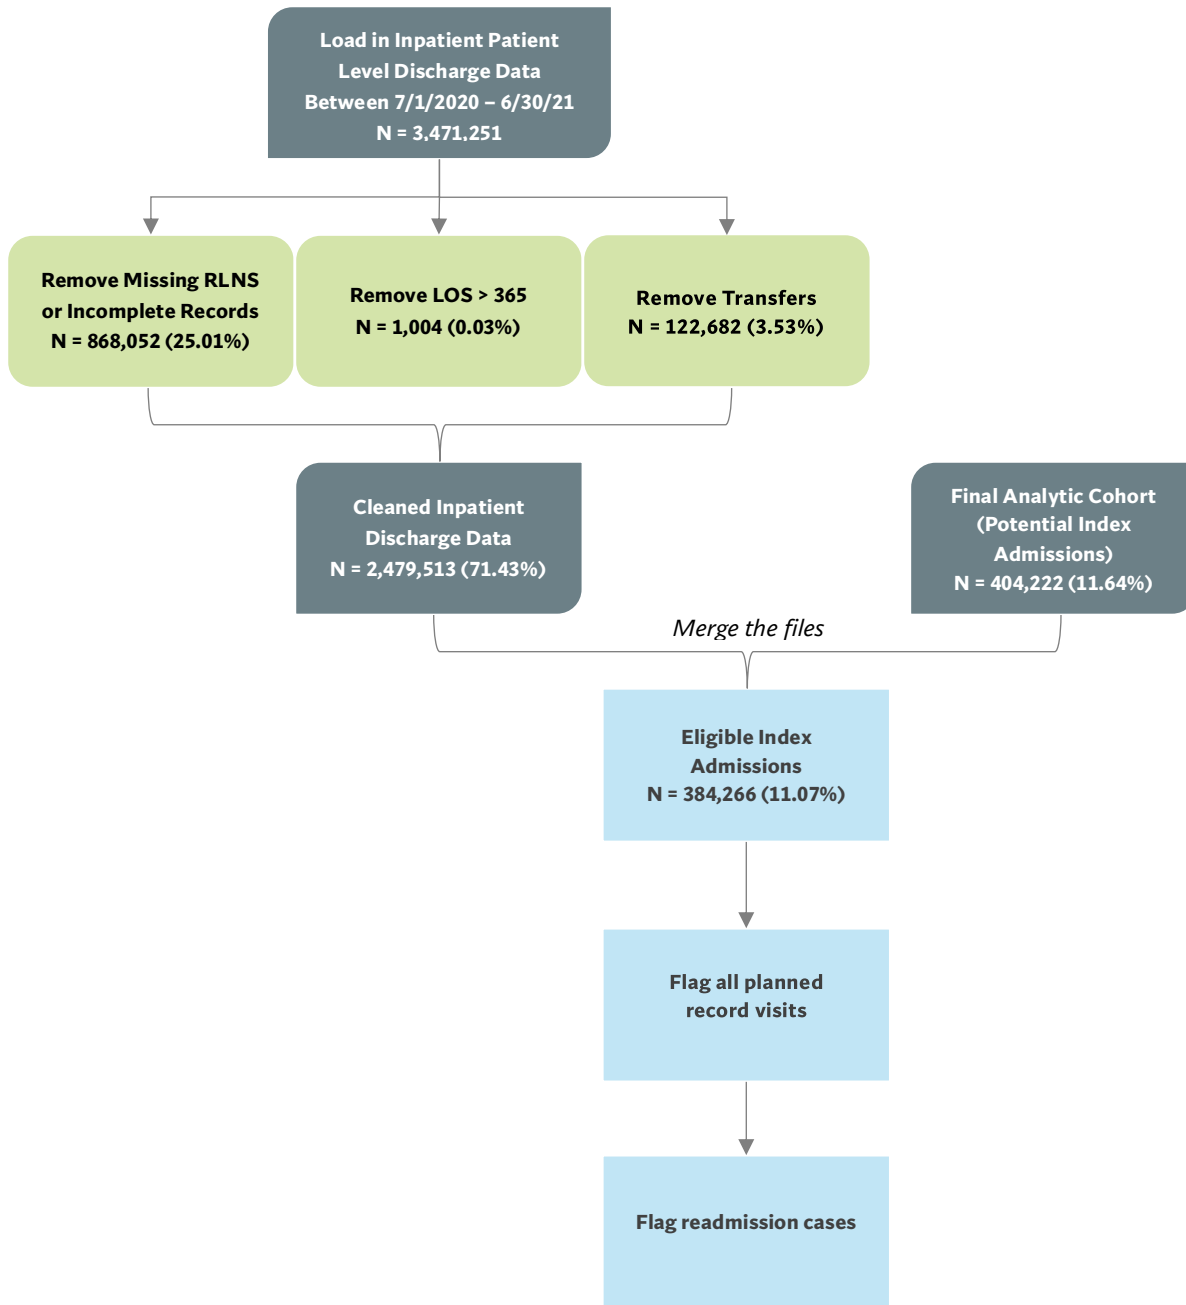 Load in Inpatient Patient
Level Discharge Data
Between 7/1/2020 – 6/30/21
N = 3,471,251
Remove Missing RLNS
or Incomplete Records
N = 868,052 (25.01%)
Remove LOS > 365
N = 1,004 (0.03%)
Remove Transfers
N = 122,682 (3.53%)
Cleaned Inpatient
Discharge Data
N = 2,479,513 (71.43%)
Final Analytic Cohort
(Potential Index
Admissions)
N = 404,222 (11.64%)
Merge the files
Eligible Index
Admissions
N = 384,266 (11.07%)
Flag all planned
record visits
Flag readmission cases